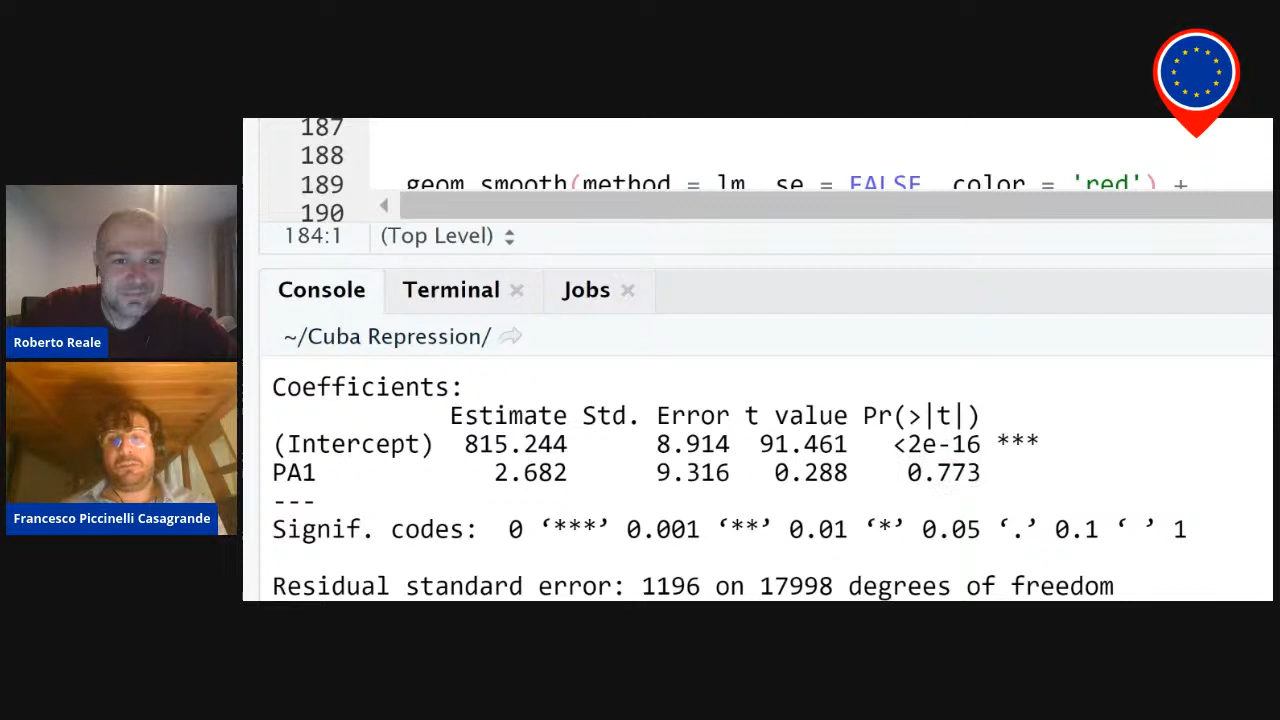 187
188
189 geom_smooth(method = lm, se = FALSE, color = 'red') +
190
184:1 (Top Level)
Console Terminal Jobs
~/Cuba Repression/
Coefficients:
Estimate Std. Error t value Pr(>|t|)
(Intercept) 815.244 8.914 91.461 <2e-16 ***
PA1 2.682 9.316 0.288 0.773
---
Signif. codes: 0 ‘***’ 0.001 ‘**’ 0.01 ‘*’ 0.05 ‘.’ 0.1 ‘ ’ 1
Residual standard error: 1196 on 17998 degrees of freedom
Roberto Reale
Francesco Piccinelli Casagrande